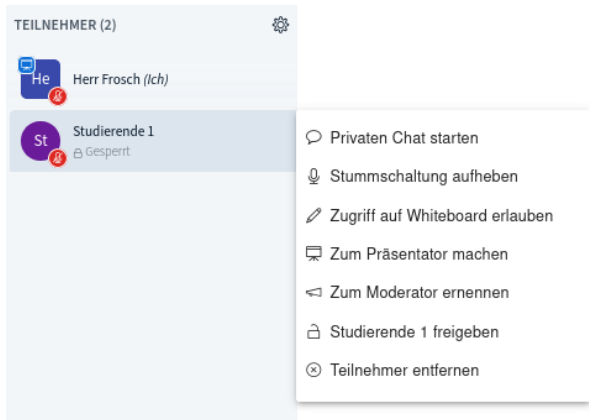 TEILNEHMER (2)
He
Herr Frosch (Ich)
St
Studierende 1
Gesperrt
Privaten Chat starten
Stummschaltung aufheben
Zugriff auf Whiteboard erlauben
Zum Präsentator machen
Zum Moderator ernennen
Studierende 1 freigeben
Teilnehmer entfernen